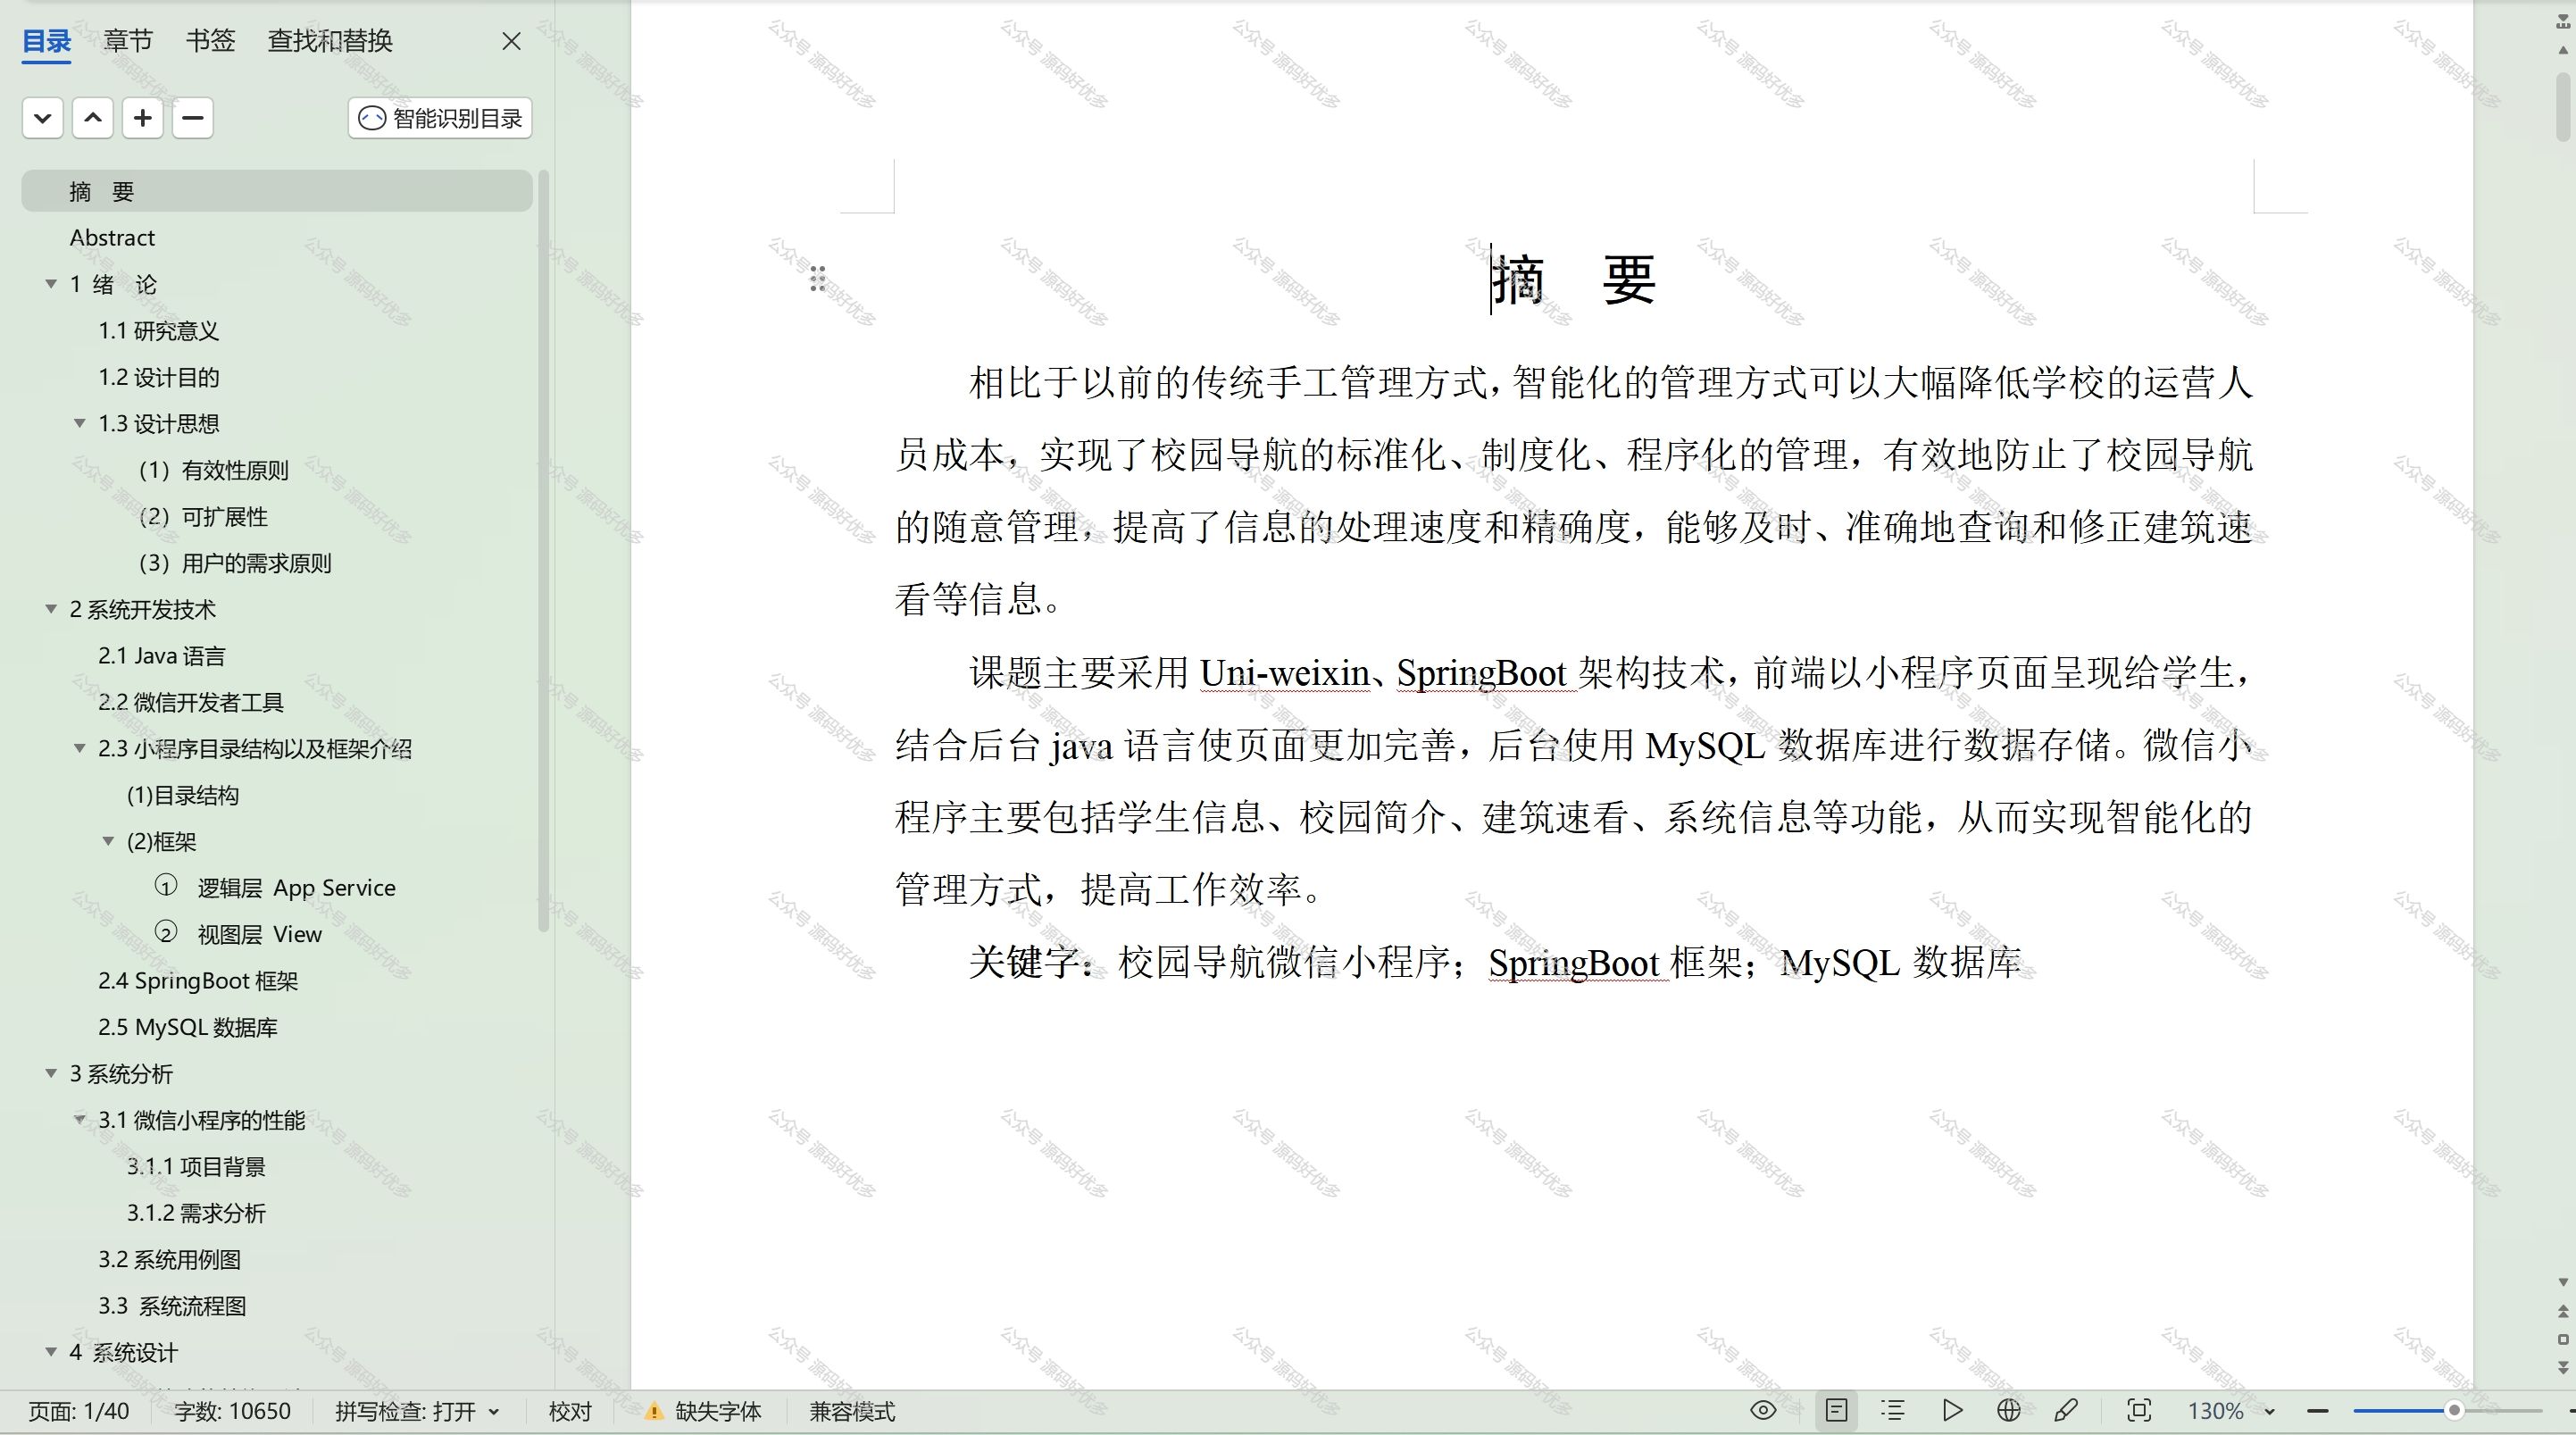 目录 章节 书签 查找和替换
智能识别目录
摘 要
Abstract
1 绪 论
1.1 研究意义
1.2 设计目的
1.3 设计思想
（1）有效性原则
（2）可扩展性
（3）用户的需求原则
2 系统开发技术
2.1 Java 语言
2.2 微信开发者工具
2.3 小程序目录结构以及框架介绍
(1)目录结构
(2)框架
① 逻辑层 App Service
② 视图层 View
2.4 SpringBoot 框架
2.5 MySQL 数据库
3 系统分析
3.1 微信小程序的性能
3.1.1 项目背景
3.1.2 需求分析
3.2 系统用例图
3.3 系统流程图
4 系统设计
摘 要
相比于以前的传统手工管理方式，智能化的管理方式可以大幅降低学校的运营人
员成本，实现了校园导航的标准化、制度化、程序化的管理，有效地防止了校园导航
的随意管理，提高了信息的处理速度和精确度，能够及时、准确地查询和修正建筑速
看等信息。
课题主要采用 Uni-weixin、SpringBoot 架构技术，前端以小程序页面呈现给学生，
结合后台 java 语言使页面更加完善，后台使用 MySQL 数据库进行数据存储。微信小
程序主要包括学生信息、校园简介、建筑速看、系统信息等功能，从而实现智能化的
管理方式，提高工作效率。
关键字：校园导航微信小程序；SpringBoot 框架；MySQL 数据库
页面: 1/40 字数: 10650 拼写检查: 打开 校对 缺失字体 兼容模式 130%
公众号 源码好优多